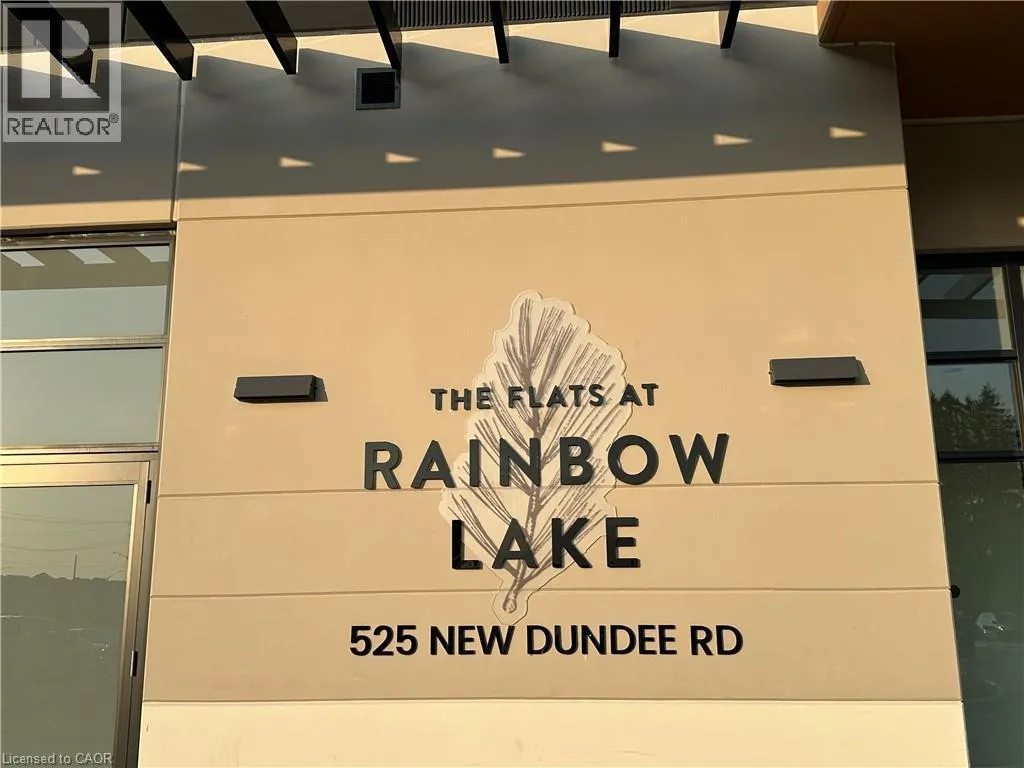 REALTOR®
THE FLATS AT
RAINBOW
LAKE
525 NEW DUNDEE RD
Licensed to CAOR